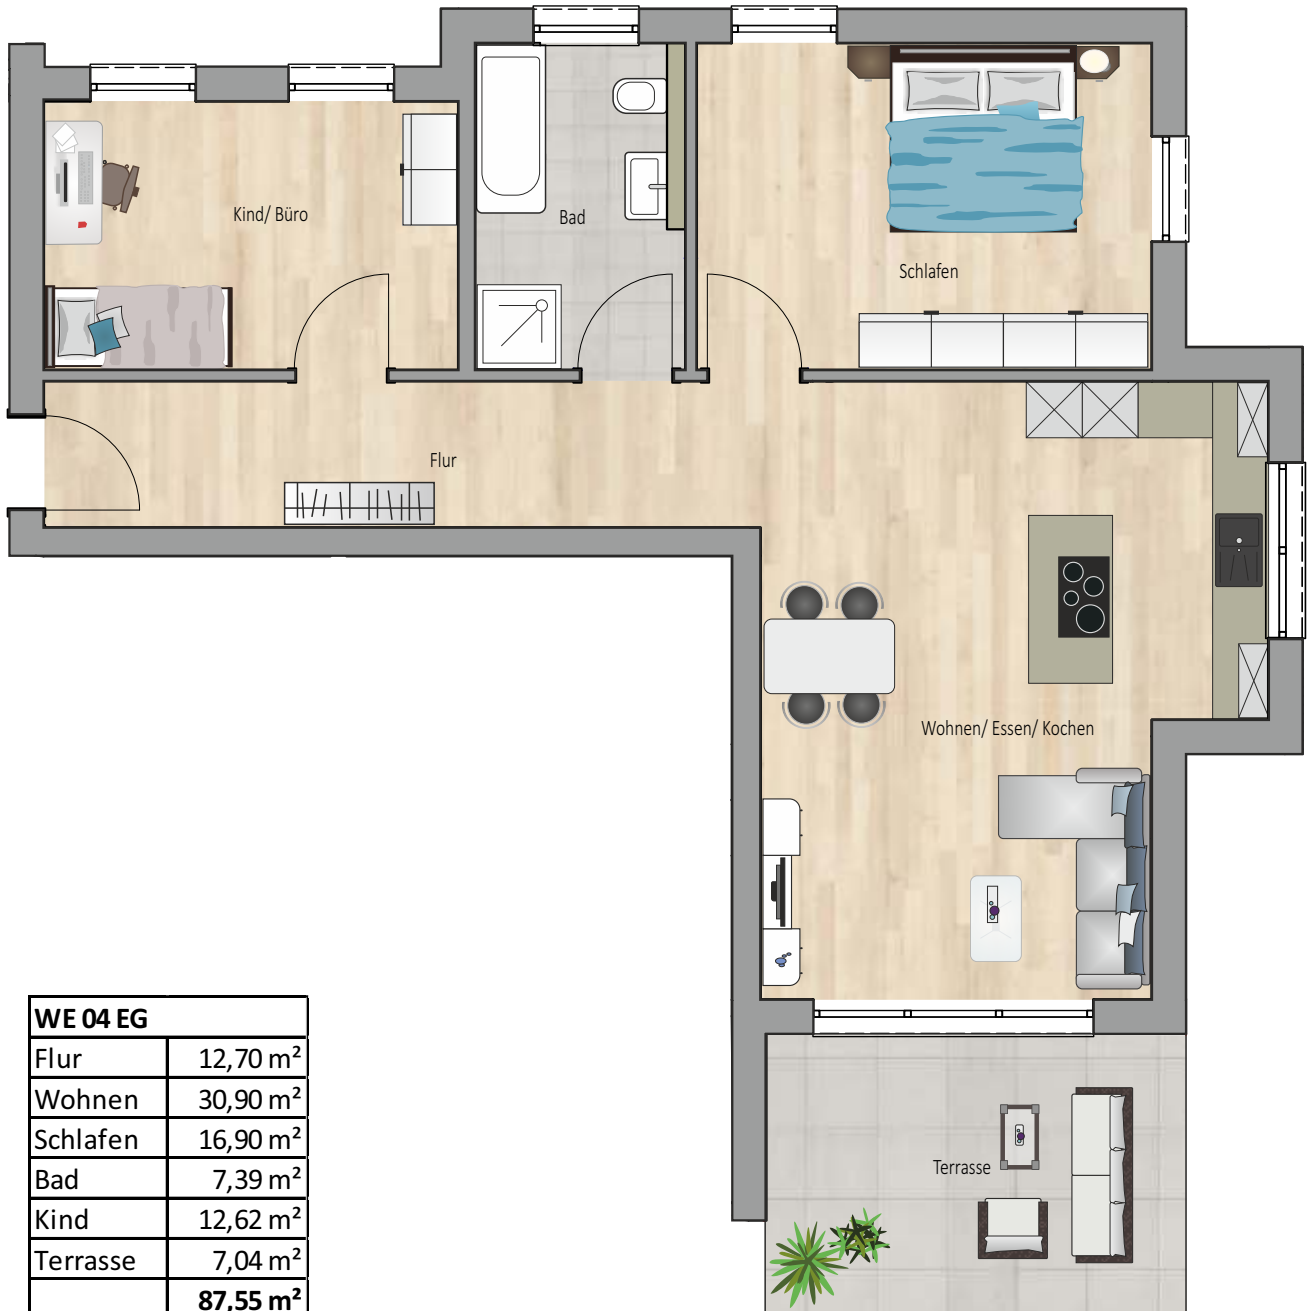 Kind/ Büro
Bad
Schlafen
Flur
Wohnen/ Essen/ Kochen
Terrasse
WE 04 EG
Flur 12,70 m²
Wohnen 30,90 m²
Schlafen 16,90 m²
Bad 7,39 m²
Kind 12,62 m²
Terrasse 7,04 m²
87,55 m²